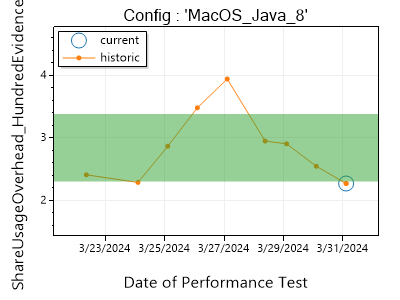 Config : 'MacOS_Java_8'
current
historic
ShareUsageOverhead_HundredEvidence
4
3
2
3/23/2024
3/25/2024
3/27/2024
3/29/2024
3/31/2024
Date of Performance Test